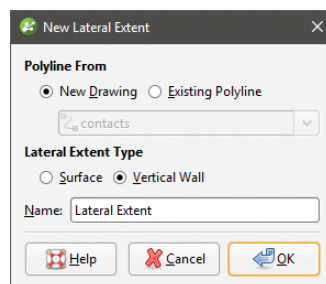 New Lateral Extent
Polyline From
New Drawing Existing Polyline
contacts
Lateral Extent Type
Surface Vertical Wall
Name: Lateral Extent
Help Cancel OK